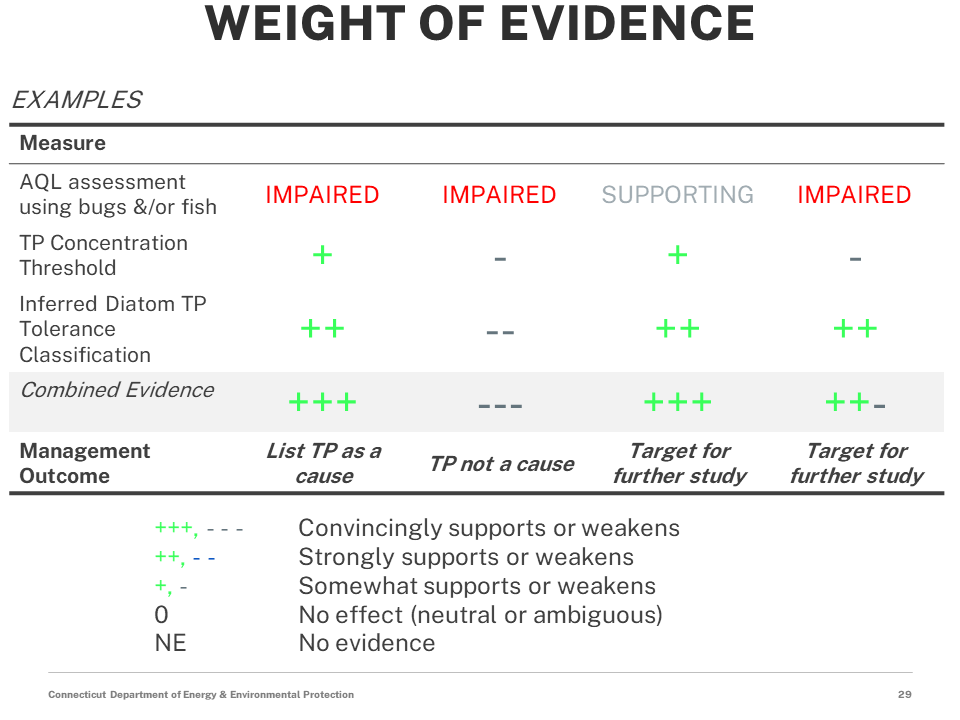 WEIGHT OF EVIDENCE
EXAMPLES
Measure
AQL assessment
using bugs &/or fish
IMPAIRED
IMPAIRED
SUPPORTING
IMPAIRED
TP Concentration
Threshold
+
-
+
-
Inferred Diatom TP
Tolerance
Classification
++
--
++
++
Combined Evidence
+++
---
+++
++-
Management
Outcome
List TP as a
cause
TP not a cause
Target for
further study
Target for
further study
+++, - - - Convincingly supports or weakens
++, - - Strongly supports or weakens
+, - Somewhat supports or weakens
0 No effect (neutral or ambiguous)
NE No evidence
Connecticut Department of Energy & Environmental Protection 29